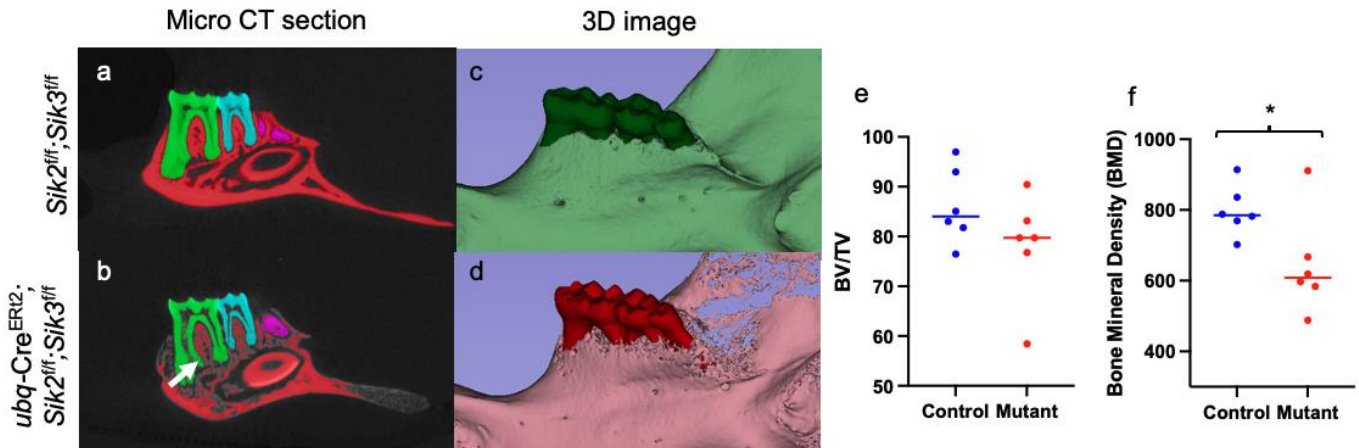 Micro CT section
3D image
Sik2f/f;Sik3f/f
a
c
e
f
*
BV/TV
100
90
80
70
60
50
Control Mutant
Bone Mineral Density (BMD)
1000
800
600
400
Control Mutant
ubq-CreERt2;
Sik2f/f;Sik3f/f
b
d